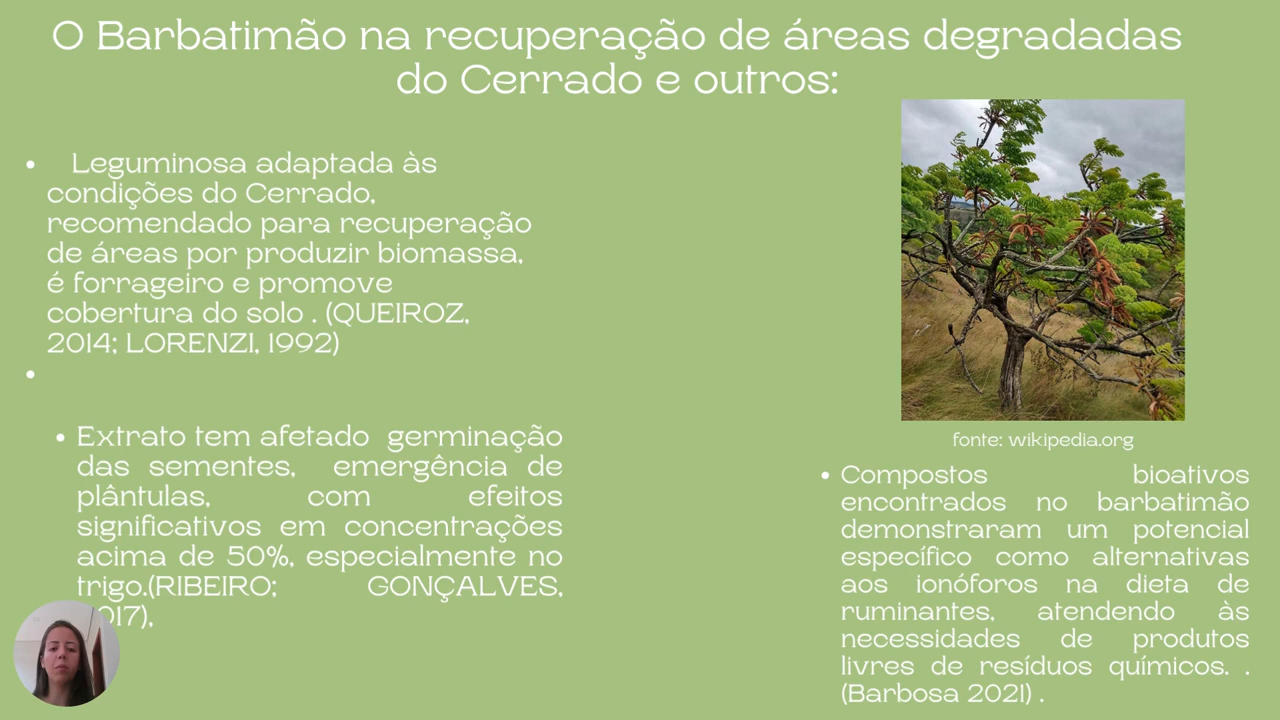 O Barbatimão na recuperação de áreas degradadas
do Cerrado e outros:
• Leguminosa adaptada às
condições do Cerrado,
recomendado para recuperação
de áreas por produzir biomassa,
é forrageiro e promove
cobertura do solo . (QUEIROZ,
2014; LORENZI, 1992)
•
• Extrato tem afetado germinação
das sementes, emergência de
plântulas, com efeitos
significativos em concentrações
acima de 50%, especialmente no
trigo.(RIBEIRO; GONÇALVES,
017),
fonte: wikipedia.org
• Compostos bioativos
encontrados no barbatimão
demonstraram um potencial
específico como alternativas
aos ionóforos na dieta de
ruminantes, atendendo às
necessidades de produtos
livres de resíduos químicos. .
(Barbosa 2021) .